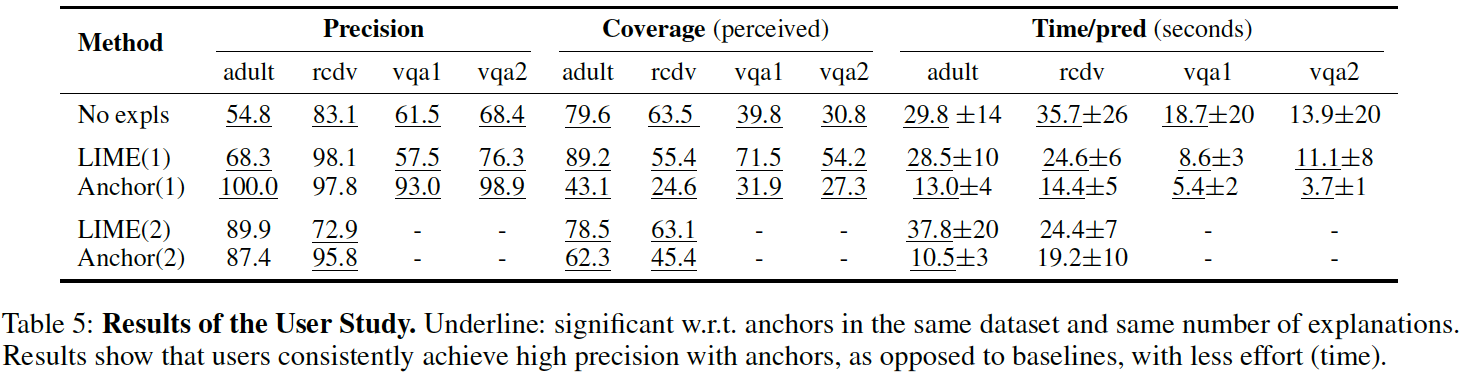 Method Precision Coverage (perceived) Time/pred (seconds)
adult rcdv vqa1 vqa2 adult rcdv vqa1 vqa2 adult rcdv vqa1 vqa2
No expls 54.8 83.1 61.5 68.4 79.6 63.5 39.8 30.8 29.8 ±14 35.7±26 18.7±20 13.9±20
LIME(1) 68.3 98.1 57.5 76.3 89.2 55.4 71.5 54.2 28.5±10 24.6±6 8.6±3 11.1±8
Anchor(1) 100.0 97.8 93.0 98.9 43.1 24.6 31.9 27.3 13.0±4 14.4±5 5.4±2 3.7±1
LIME(2) 89.9 72.9 - - 78.5 63.1 - - 37.8±20 24.4±7 - -
Anchor(2) 87.4 95.8 - - 62.3 45.4 - - 10.5±3 19.2±10 - -
Table 5: Results of the User Study. Underline: significant w.r.t. anchors in the same dataset and same number of explanations.
Results show that users consistently achieve high precision with anchors, as opposed to baselines, with less effort (time).